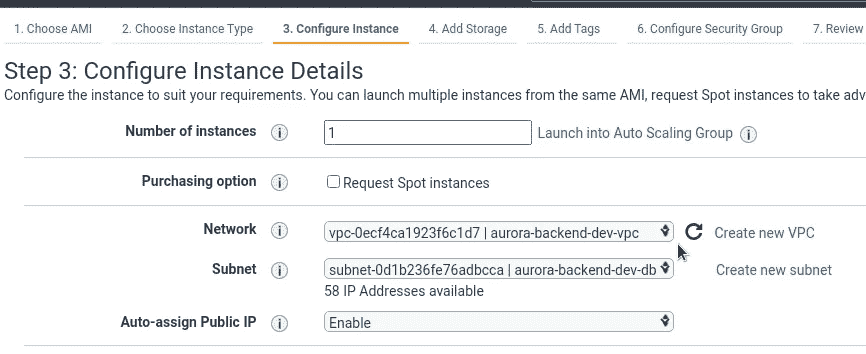 1. Choose AMI 2. Choose Instance Type 3. Configure Instance 4. Add Storage 5. Add Tags 6. Configure Security Group 7. Review
Step 3: Configure Instance Details
Configure the instance to suit your requirements. You can launch multiple instances from the same AMI, request Spot instances to take adv
Number of instances 1 Launch into Auto Scaling Group
Purchasing option Request Spot instances
Network vpc-0ecf4ca1923f6c1d7 | aurora-backend-dev-vpc Create new VPC
Subnet subnet-0d1b236fe76adbcca | aurora-backend-dev-db Create new subnet
58 IP Addresses available
Auto-assign Public IP Enable